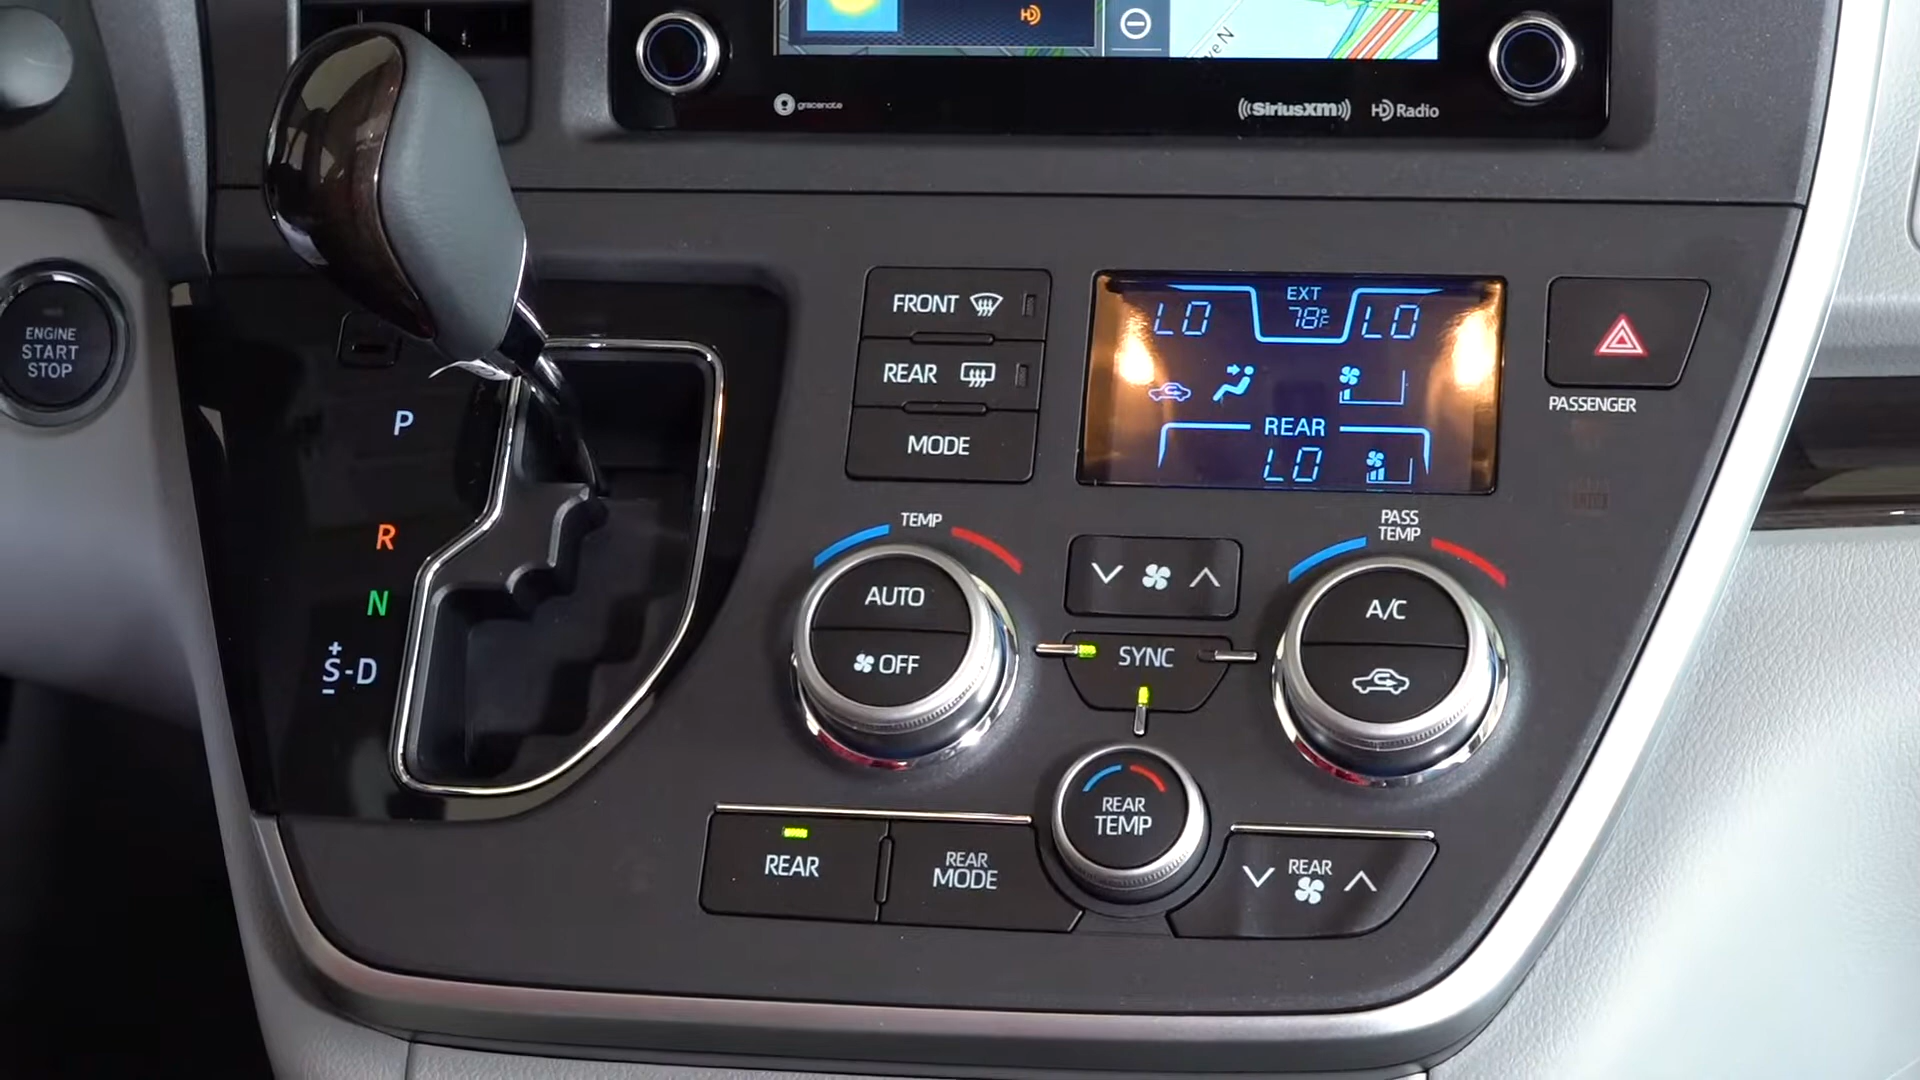 ve N
gracenote
((SiriusXM))
HD Radio
ENGINE
START
STOP
P
R
N
+
S-D
−
FRONT
REAR
MODE
LO
EXT
78°F
LO
REAR
LO
PASSENGER
TEMP
AUTO
OFF
PASS
TEMP
A/C
SYNC
REAR
REAR
MODE
REAR
TEMP
REAR